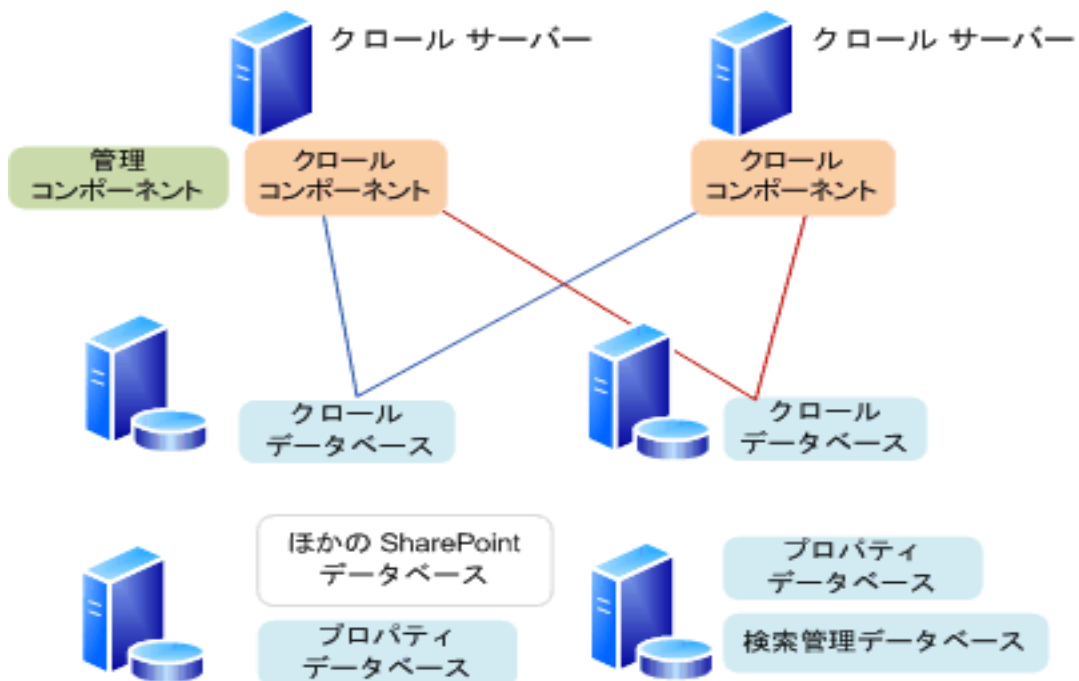 クロール サーバー
クロール サーバー
管理
コンポーネント
クロール
コンポーネント
クロール
コンポーネント
クロール
データベース
クロール
データベース
ほかの SharePoint
データベース
プロパティ
データベース
プロパティ
データベース
検索管理データベース